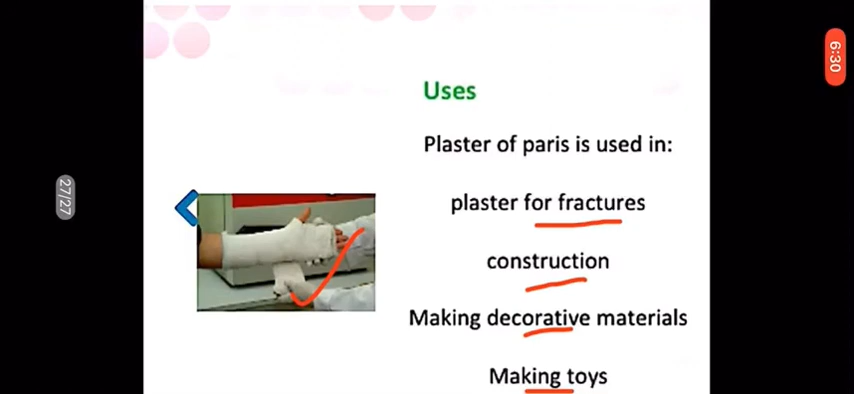 6:30
Uses
Plaster of paris is used in:
27/27
plaster for fractures
construction
Making decorative materials
Making toys